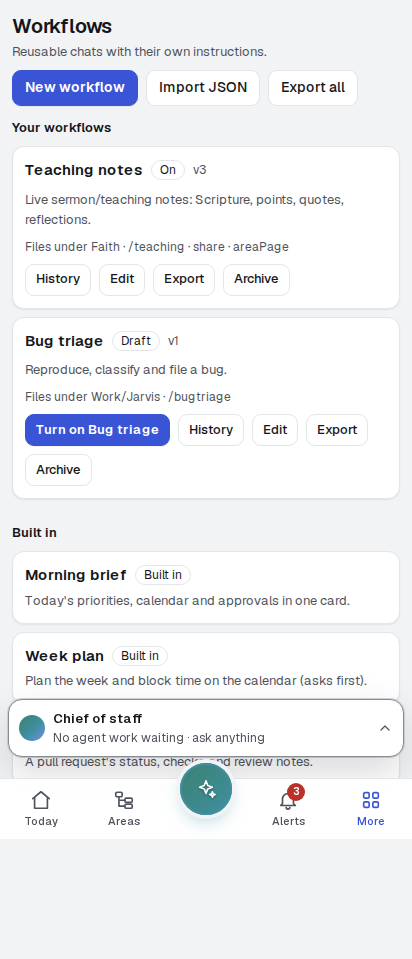 Workflows
Reusable chats with their own instructions.
New workflow Import JSON Export all
Your workflows
Teaching notes On v3
Live sermon/teaching notes: Scripture, points, quotes,
reflections.
Files under Faith · /teaching · share · areaPage
History Edit Export Archive
Bug triage Draft v1
Reproduce, classify and file a bug.
Files under Work/Jarvis · /bugtriage
Turn on Bug triage History Edit Export
Archive
Built in
Morning brief Built in
Today's priorities, calendar and approvals in one card.
Week plan Built in
Plan the week and block time on the calendar (asks first).
Chief of staff
No agent work waiting · ask anything
A pull request's status, checks and review notes.
3
Today Areas Alerts More